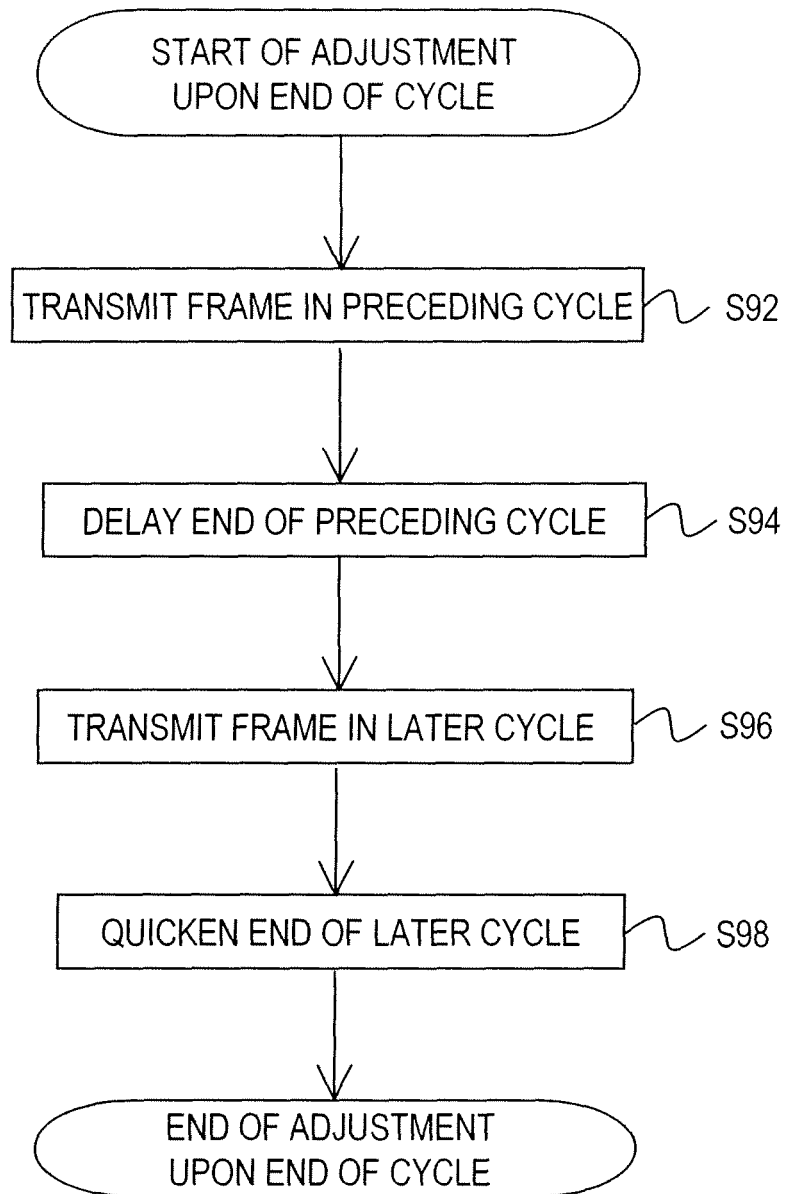 START OF ADJUSTMENT
UPON END OF CYCLE
TRANSMIT FRAME IN PRECEDING CYCLE
S92
DELAY END OF PRECEDING CYCLE
S94
TRANSMIT FRAME IN LATER CYCLE
S96
QUICKEN END OF LATER CYCLE
S98
END OF ADJUSTMENT
UPON END OF CYCLE